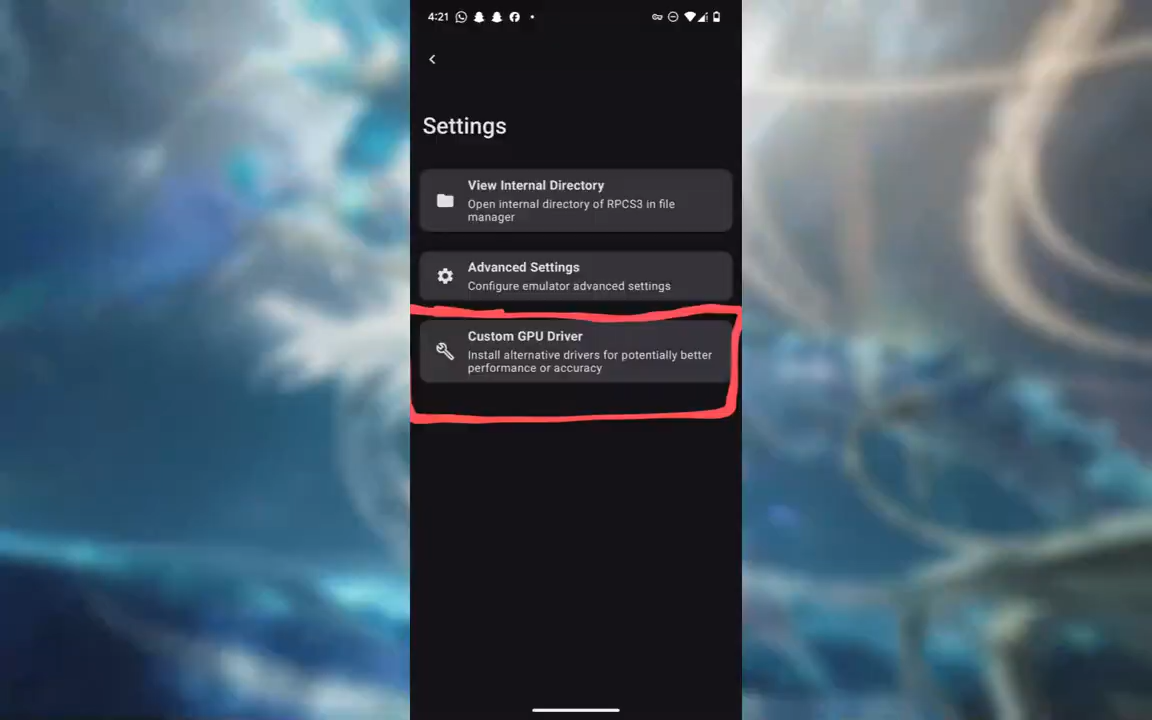 4:21
Settings
View Internal Directory
Open internal directory of RPCS3 in file
manager
Advanced Settings
Configure emulator advanced settings
Custom GPU Driver
Install alternative drivers for potentially better
performance or accuracy